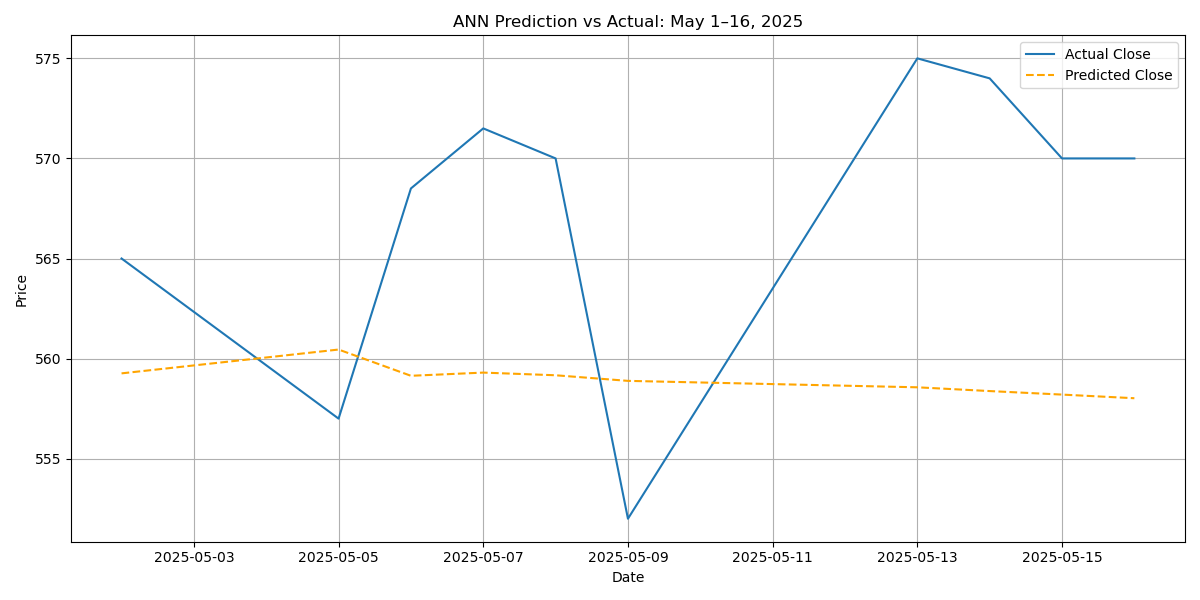 ANN Prediction vs Actual: May 1–16, 2025
Actual Close
Predicted Close
575
570
565
560
555
Price
2025-05-03 2025-05-05 2025-05-07 2025-05-09 2025-05-11 2025-05-13 2025-05-15
Date